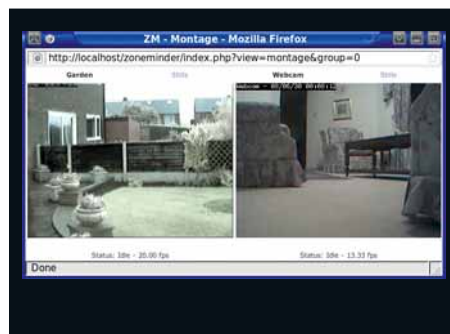 ZM - Montage - Mozilla Firefox
http://localhost/zoneminder/index.php?view=montage&group=0
Garden Stills Webcam Stills
Status: Idle - 20.00 fps Status: Idle - 13.33 fps
Done